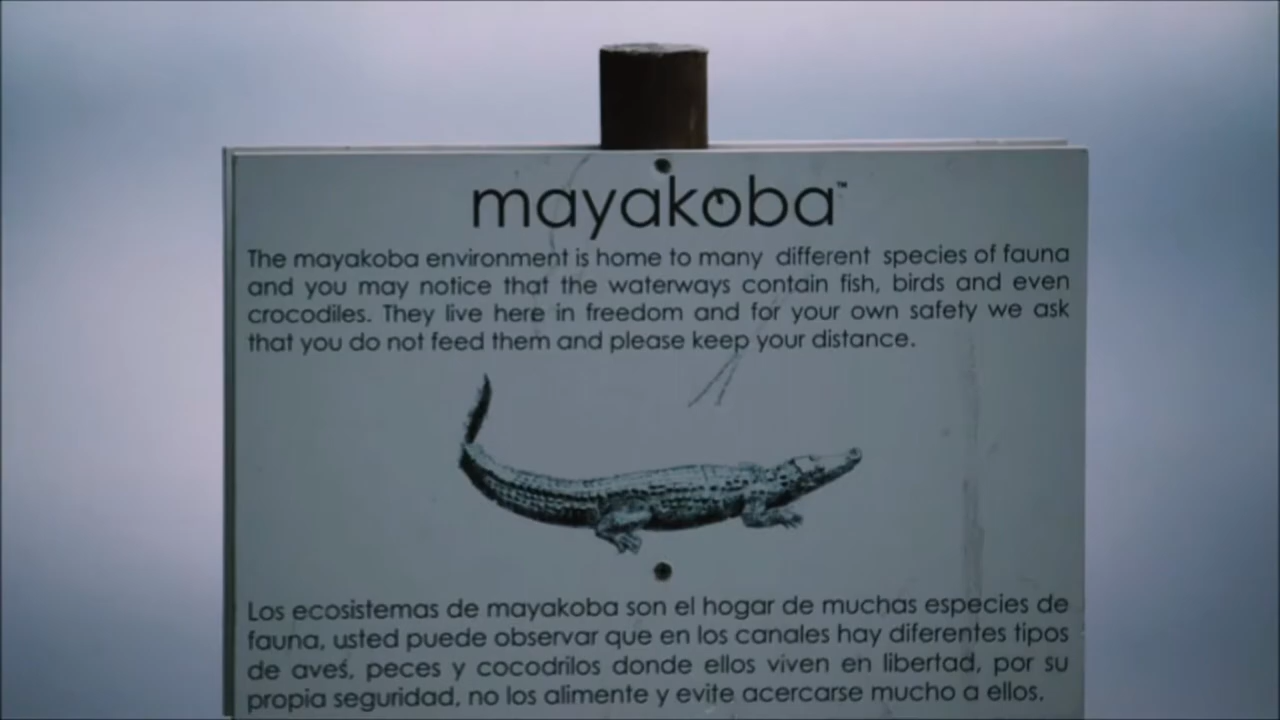 mayakoba™
The mayakoba environment is home to many different species of fauna
and you may notice that the waterways contain fish, birds and even
crocodiles. They live here in freedom and for your own safety we ask
that you do not feed them and please keep your distance.
Los ecosistemas de mayakoba son el hogar de muchas especies de
fauna, usted puede observar que en los canales hay diferentes tipos
de aves, peces y cocodrilos donde ellos viven en libertad, por su
propia seguridad, no los alimente y evite acercarse mucho a ellos.